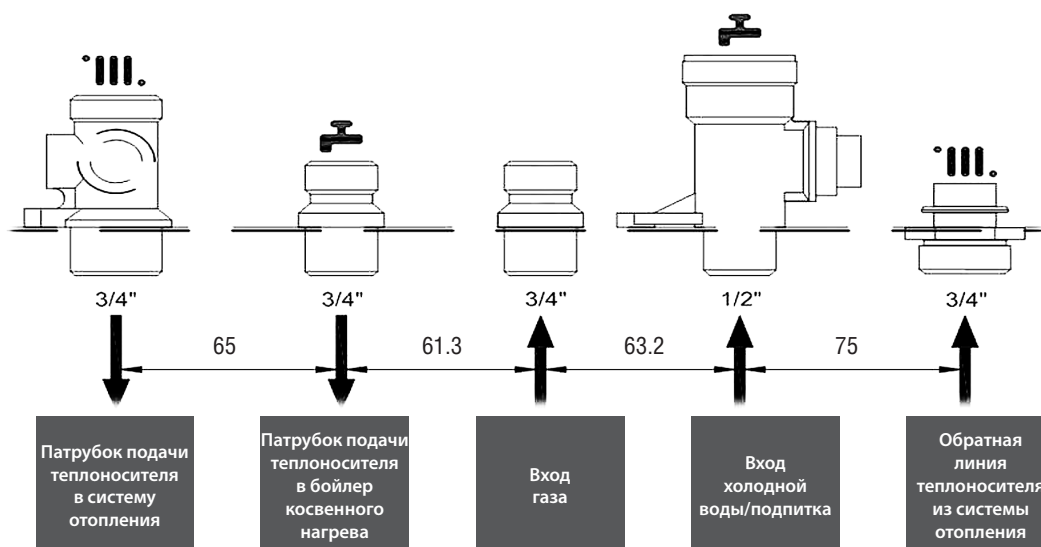 3/4" 3/4" 3/4" 1/2" 3/4"
65 61.3 63.2 75
Патрубок подачи
теплоносителя
в систему
отопления
Патрубок подачи
теплоносителя
в бойлер
косвенного
нагрева
Вход
газа
Вход
холодной
воды/подпитка
Обратная
линия
теплоносителя
из системы
отопления